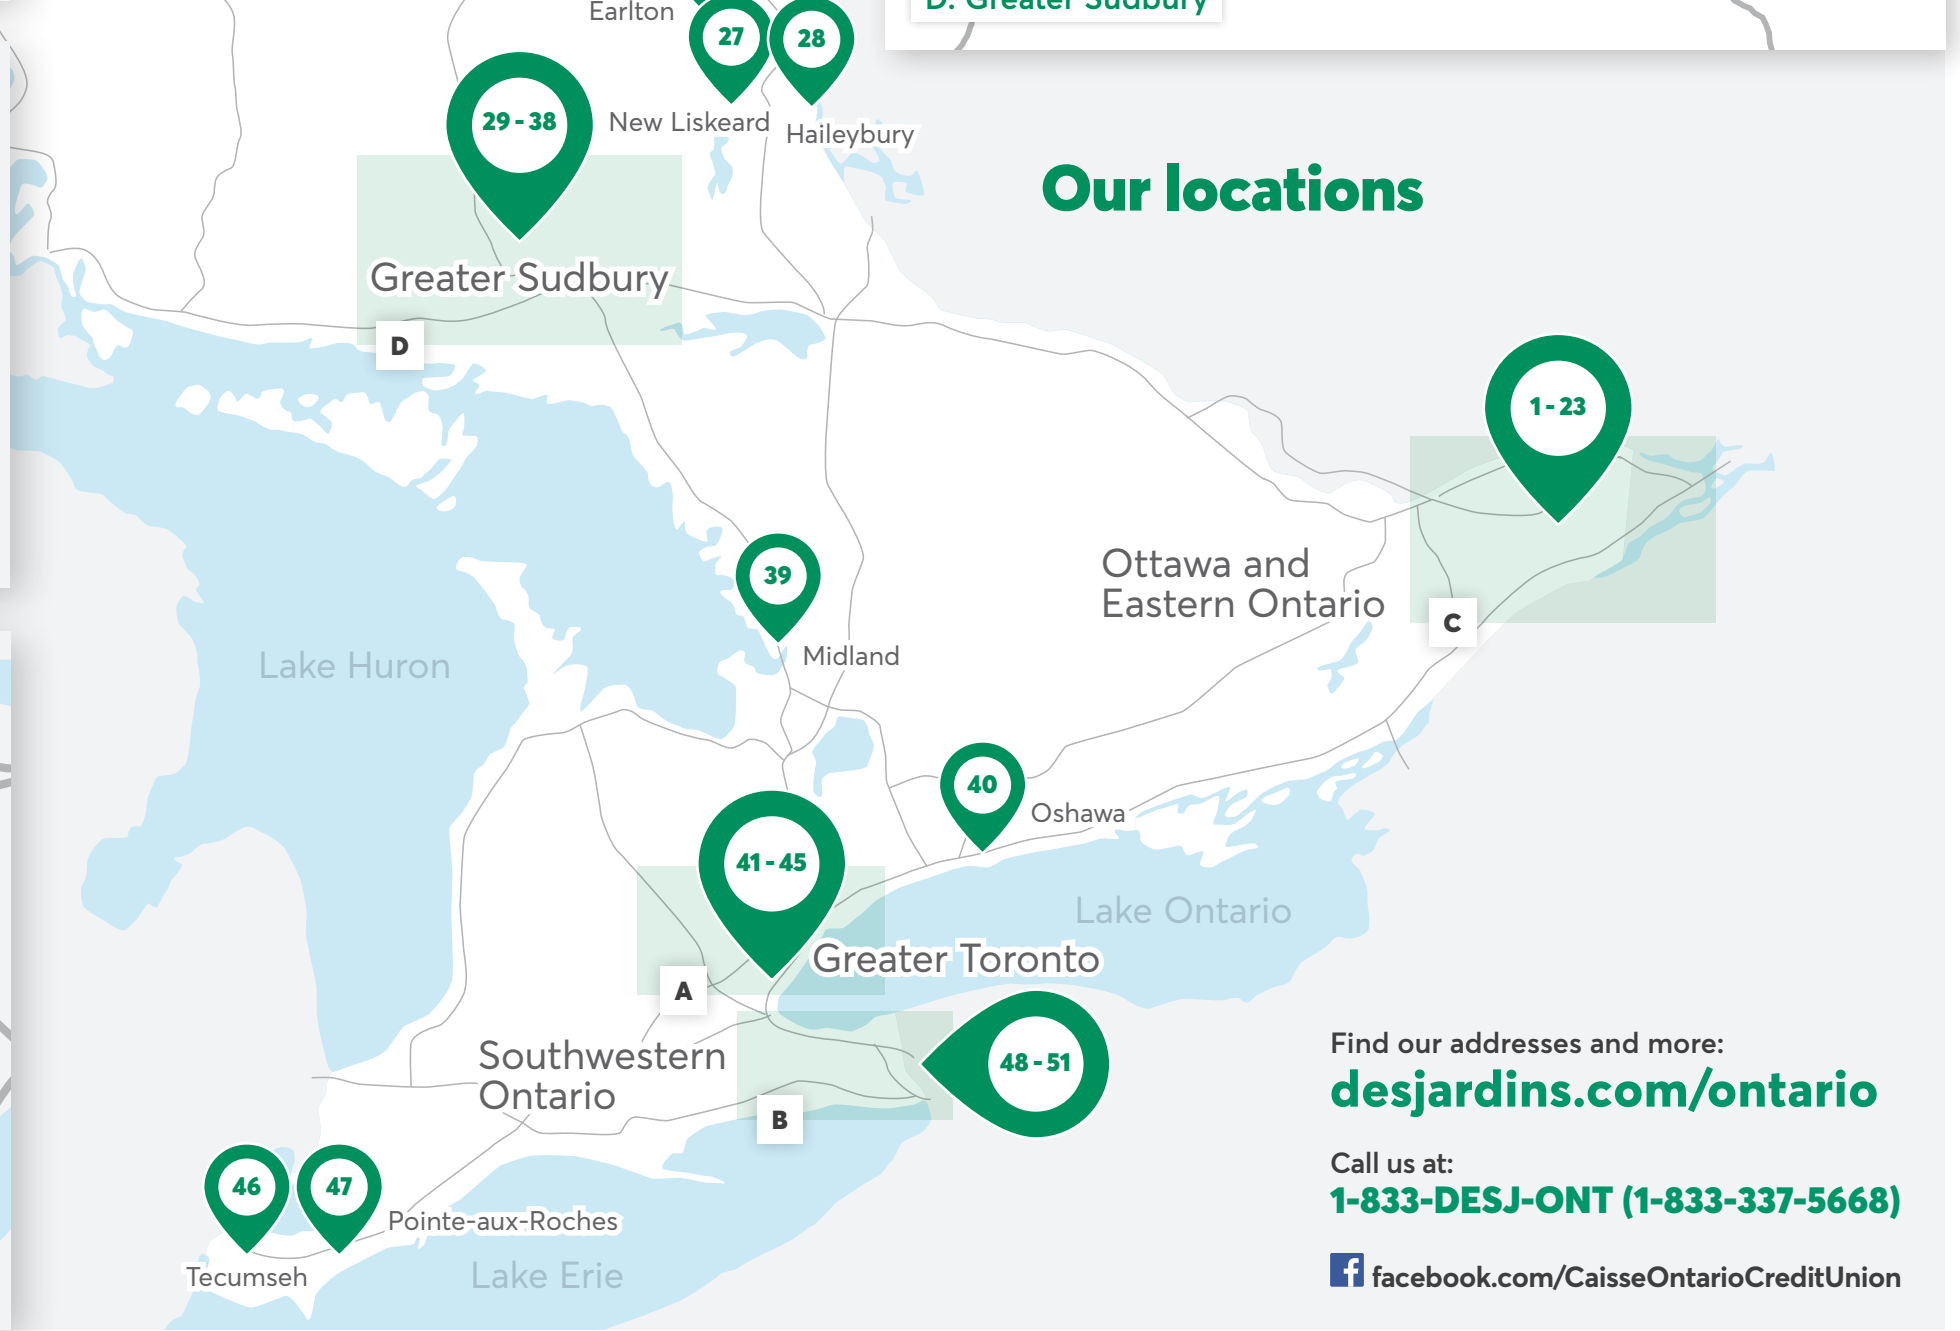 Earlton
D. Greater Sudbury
27
28
29 - 38
New Liskeard
Haileybury
Our locations
Greater Sudbury
D
1 - 23
39
Ottawa and
Eastern Ontario
C
Midland
Lake Huron
40
Oshawa
41 - 45
Lake Ontario
Greater Toronto
A
Southwestern
Ontario
48 - 51
B
Find our addresses and more:
desjardins.com/ontario
Call us at:
1-833-DESJ-ONT (1-833-337-5668)
46
47
Pointe-aux-Roches
Tecumseh
Lake Erie
facebook.com/CaisseOntarioCreditUnion